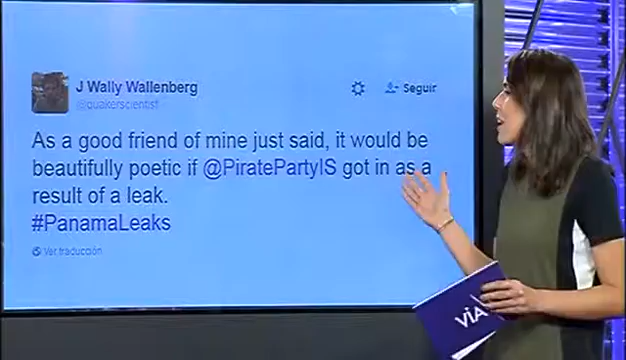 J Wally Wallenberg
@quakerscientist
Seguir
As a good friend of mine just said, it would be
beautifully poetic if @PiratePartyIS got in as a
result of a leak.
#PanamaLeaks
Ver traducción
VÍA